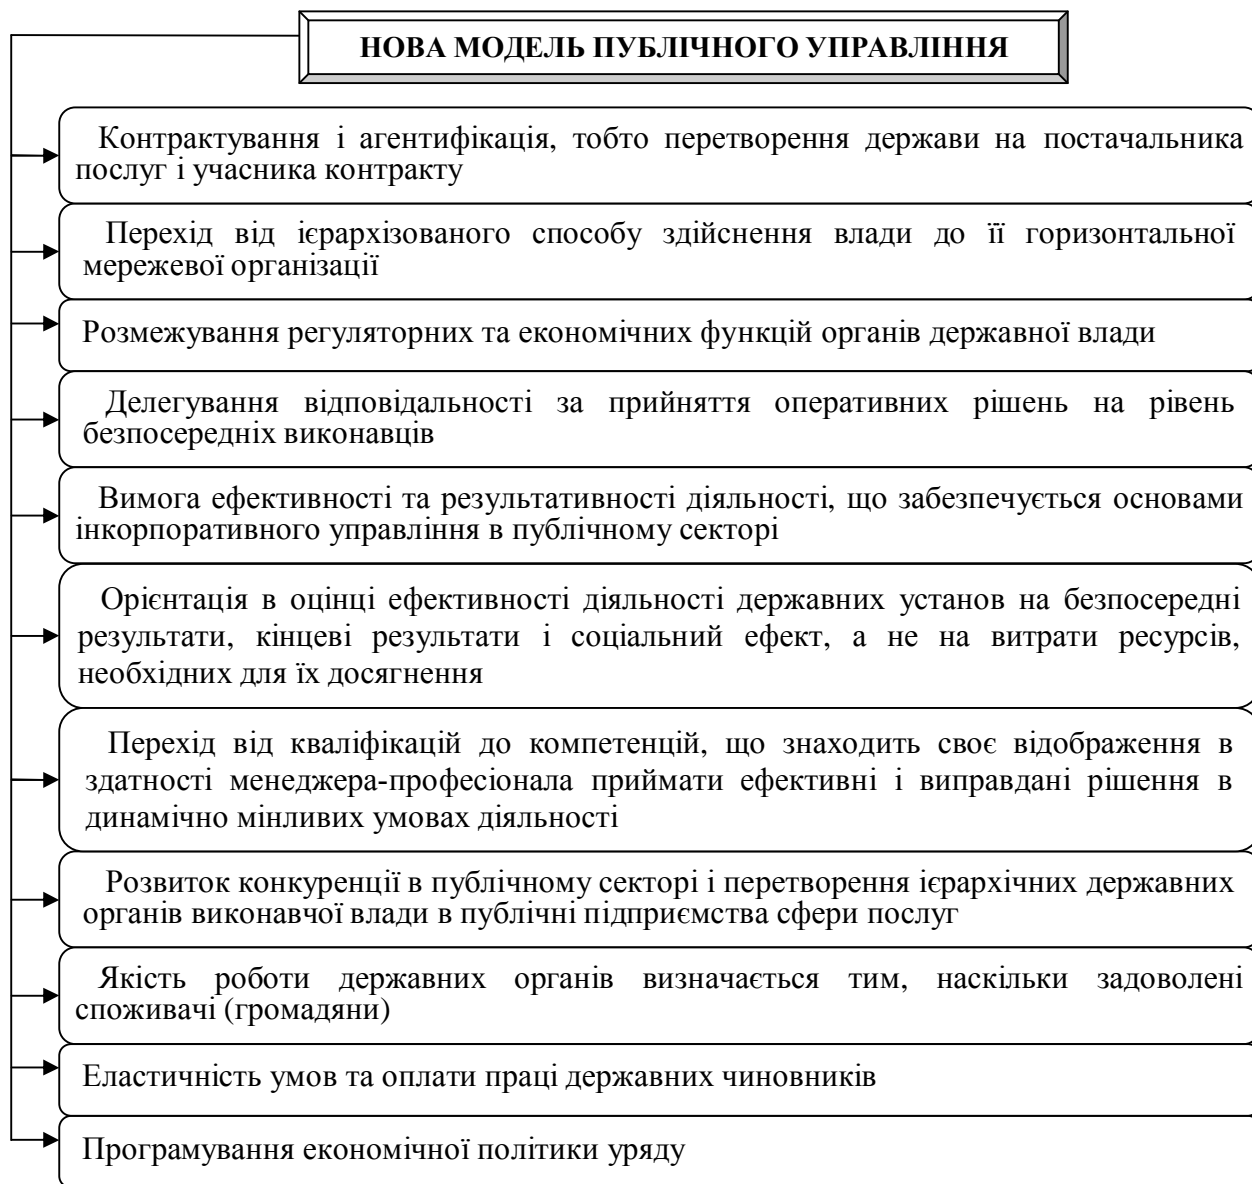 НОВА МОДЕЛЬ ПУБЛІЧНОГО УПРАВЛІННЯ
Контрактування і агентифікація, тобто перетворення держави на постачальника
послуг і учасника контракту
Перехід від ієрархізованого способу здійснення влади до її горизонтальної
мережевої організації
Розмежування регуляторних та економічних функцій органів державної влади
Делегування відповідальності за прийняття оперативних рішень на рівень
безпосередніх виконавців
Вимога ефективності та результативності діяльності, що забезпечується основами
інкорпоративного управління в публічному секторі
Орієнтація в оцінці ефективності діяльності державних установ на безпосередні
результати, кінцеві результати і соціальний ефект, а не на витрати ресурсів,
необхідних для їх досягнення
Перехід від кваліфікацій до компетенцій, що знаходить своє відображення в
здатності менеджера-професіонала приймати ефективні і виправдані рішення в
динамічно мінливих умовах діяльності
Розвиток конкуренції в публічному секторі і перетворення ієрархічних державних
органів виконавчої влади в публічні підприємства сфери послуг
Якість роботи державних органів визначається тим, наскільки задоволені
споживачі (громадяни)
Еластичність умов та оплати праці державних чиновників
Програмування економічної політики уряду